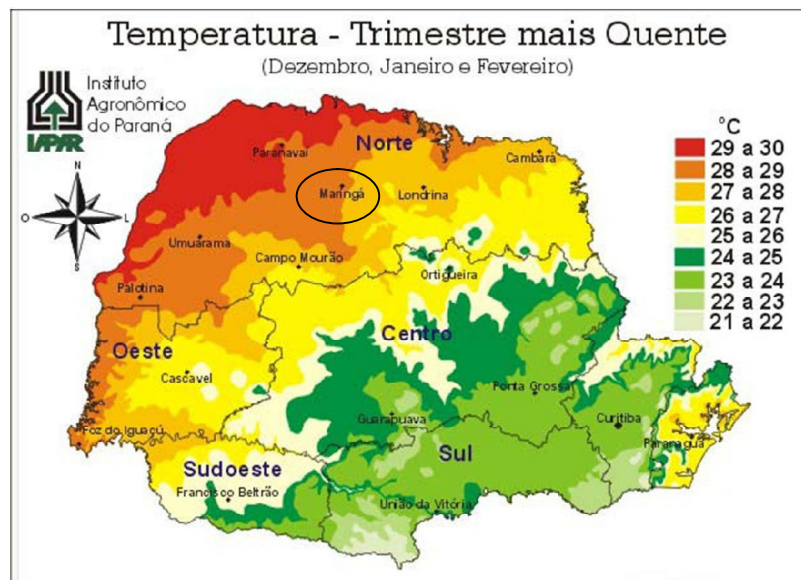 Temperatura - Trimestre mais Quente
(Dezembro, Janeiro e Fevereiro)
Instituto
Agronômico
do Paraná
IAPAR
N
O
L
S
°C
29 a 30
28 a 29
27 a 28
26 a 27
25 a 26
24 a 25
23 a 24
22 a 23
21 a 22
Norte
Paranavaí
Cambará
Maringá
Londrina
Umuarama
Campo Mourão
Ortigueira
Palotina
Oeste
Centro
Cascavel
Ponta Grossa
Guarapuava
Curitiba
Foz do Iguaçú
Paranaguá
Sudoeste
Sul
Francisco Beltrão
União da Vitória